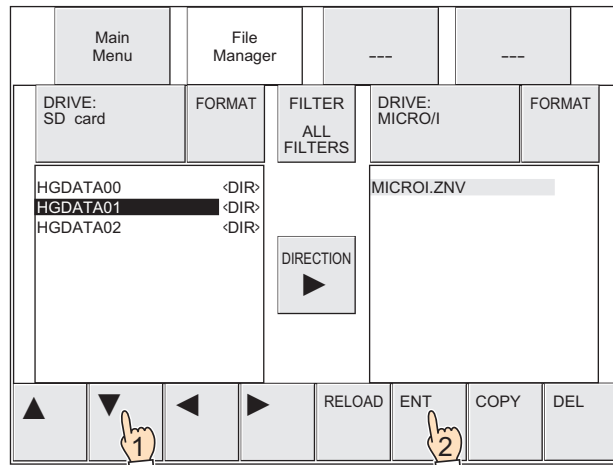 Main
Menu
File
Manager
---
---
DRIVE:
SD card
FORMAT
FILTER
ALL
FILTERS
DRIVE:
MICRO/I
FORMAT
HGDATA00 <DIR>
HGDATA01 <DIR>
HGDATA02 <DIR>
DIRECTION
MICROI.ZNV
RELOAD
ENT
COPY
DEL
1
2